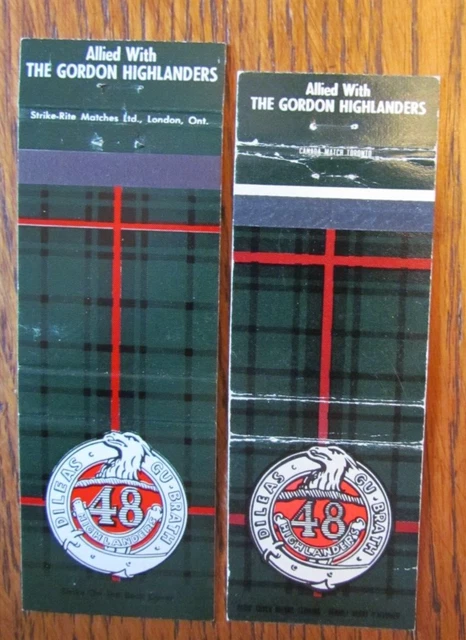 Allied With
THE GORDON HIGHLANDERS
Strike-Rite Matches Ltd., London, Ont.
DILEAS GU BRATH
48
HIGHLANDERS
Allied With
THE GORDON HIGHLANDERS
CANADA MATCH TORONTO
DILEAS GU BRATH
48
HIGHLANDERS